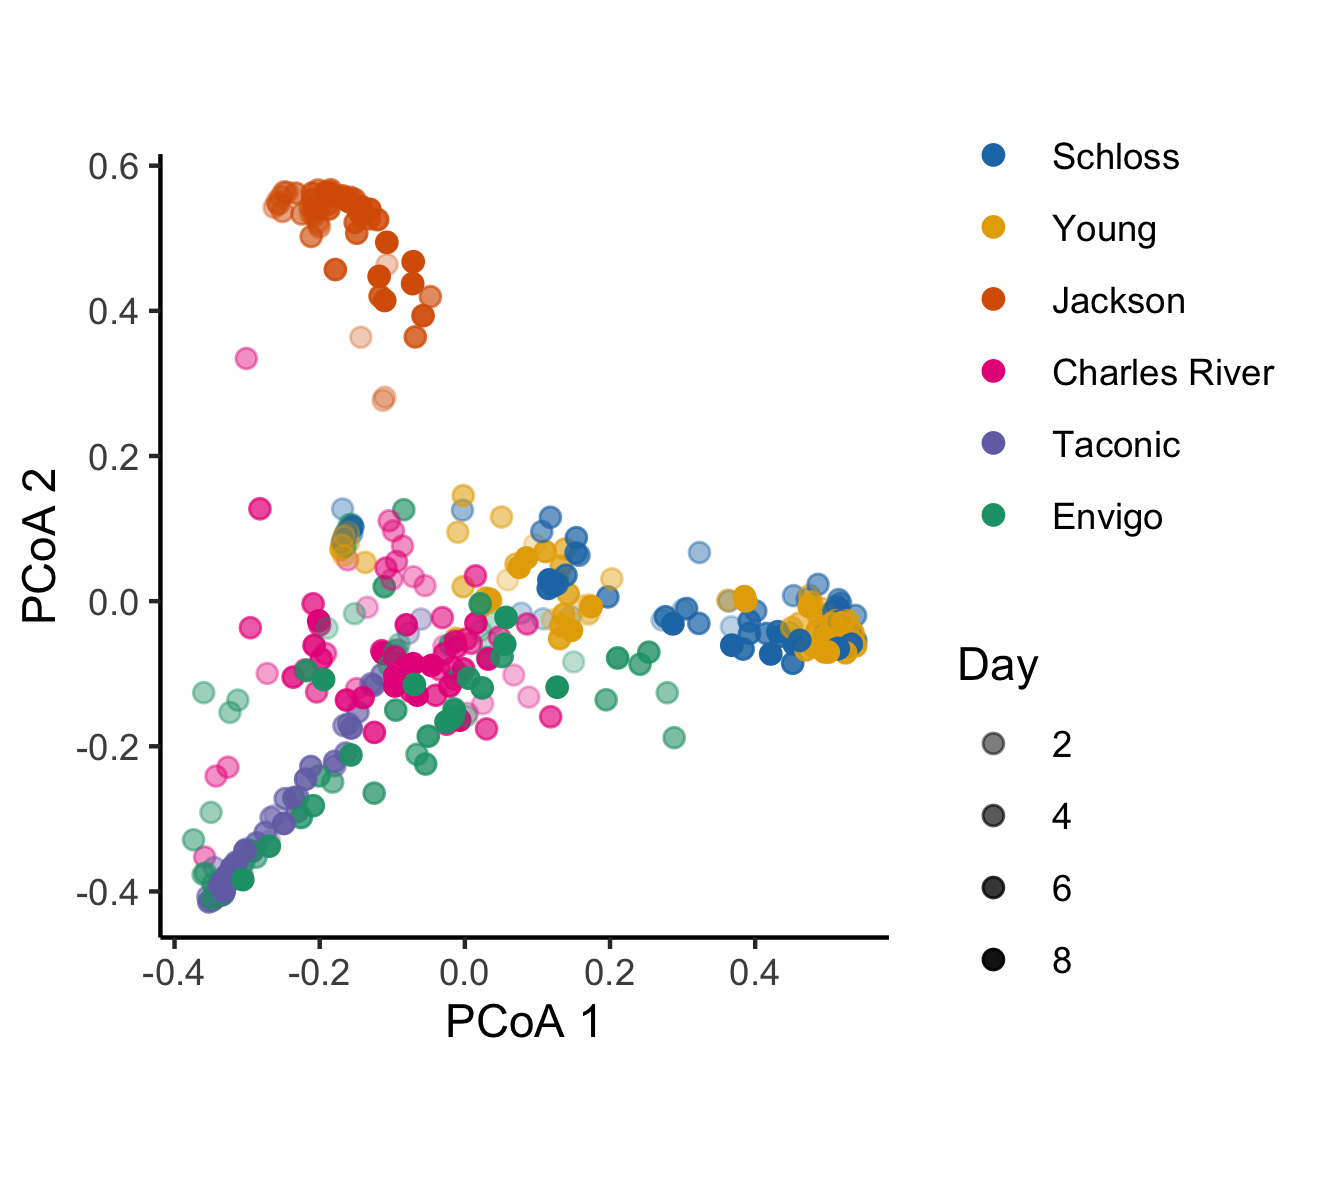 0.6
0.4
0.2
0.0
-0.2
-0.4
PCoA 2
-0.4 -0.2 0.0 0.2 0.4
PCoA 1
Schloss
Young
Jackson
Charles River
Taconic
Envigo
Day
2
4
6
8